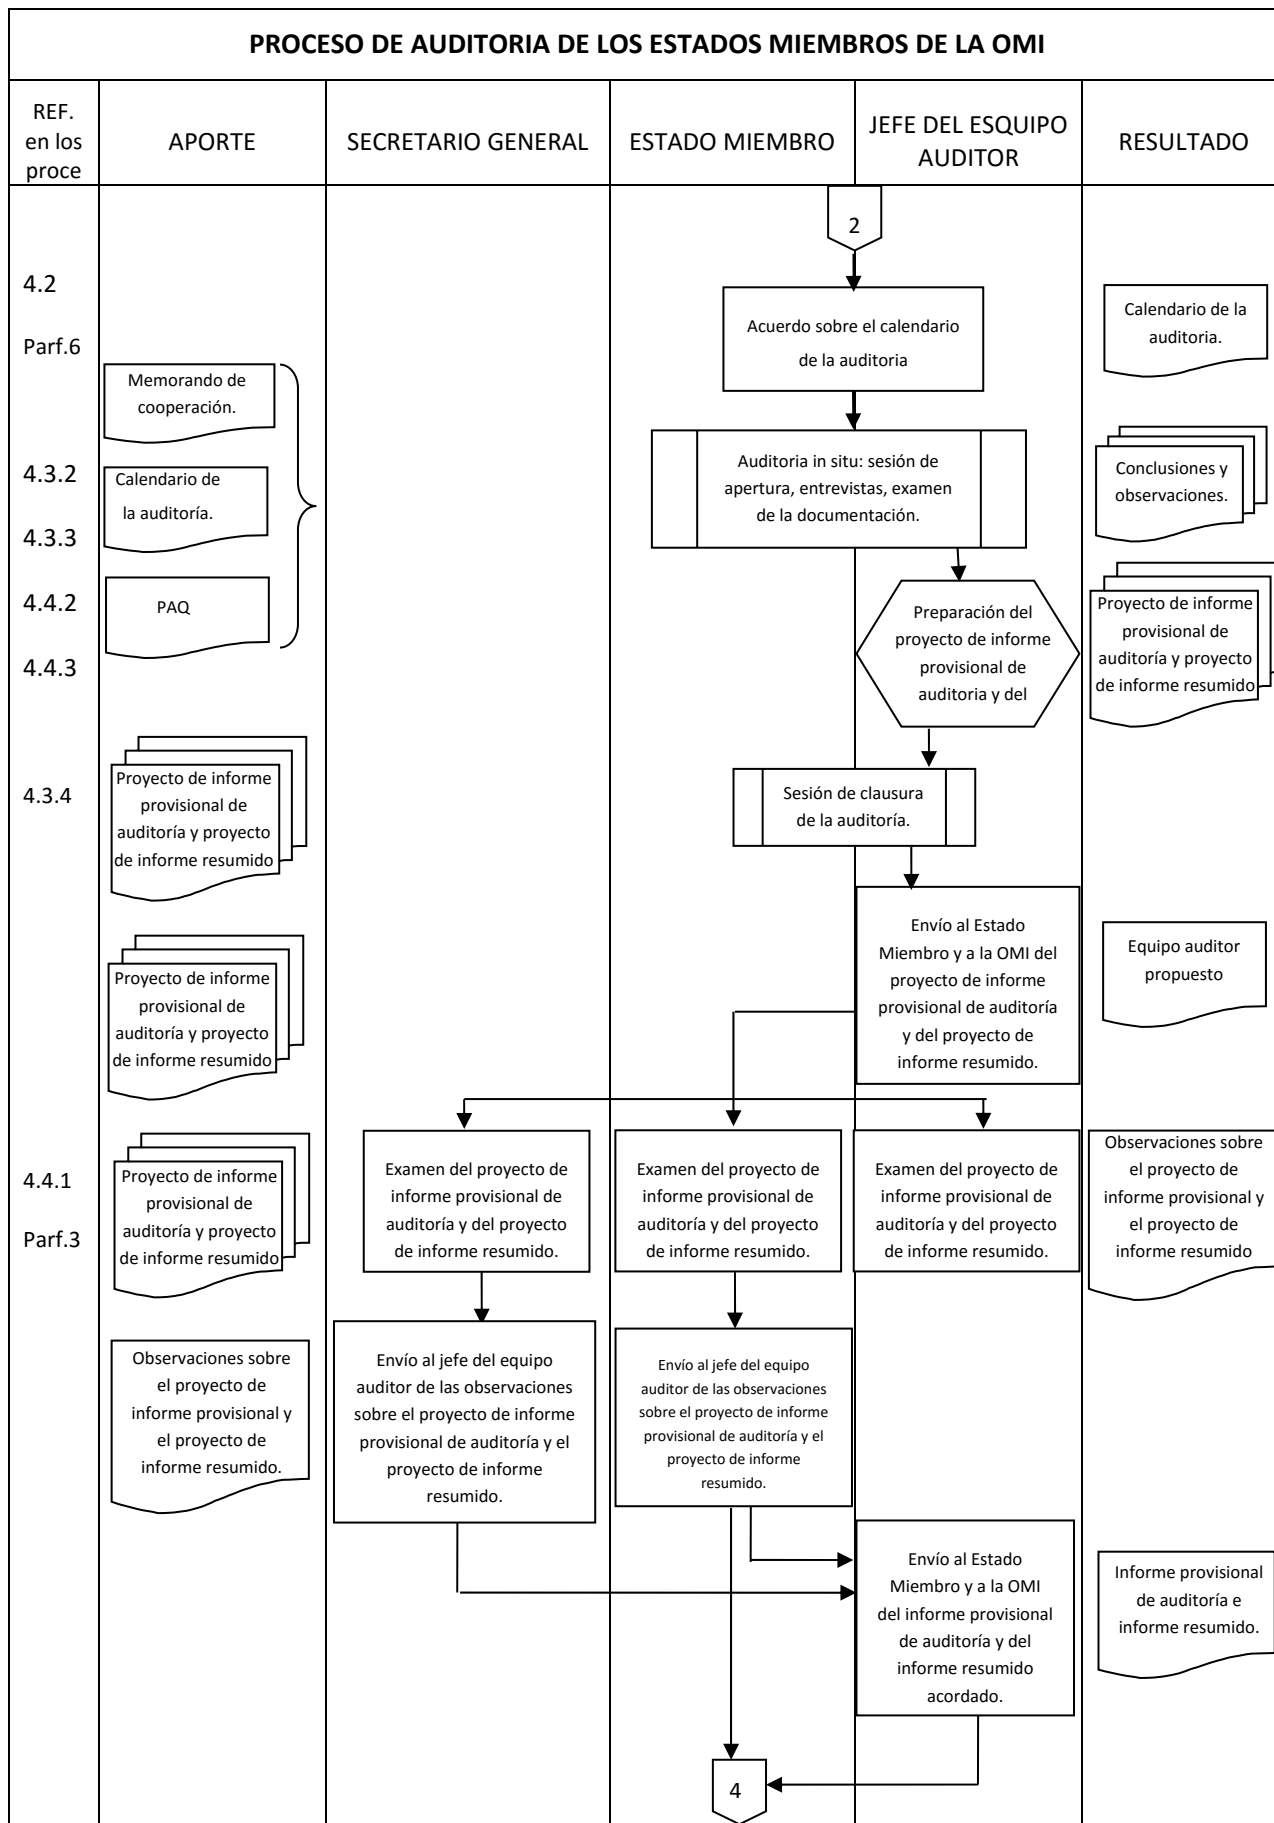 PROCESO DE AUDITORIA DE LOS ESTADOS MIEMBROS DE LA OMI
REF.
en los
proce
APORTE
SECRETARIO GENERAL
ESTADO MIEMBRO
JEFE DEL ESQUIPO
AUDITOR
RESULTADO
2
4.2
Parf.6
Acuerdo sobre el calendario
de la auditoria
Calendario de la
auditoria.
Memorando de
cooperación.
4.3.2
Calendario de
la auditoría.
4.3.3
Auditoria in situ: sesión de
apertura, entrevistas, examen
de la documentación.
Conclusiones y
observaciones.
4.4.2
PAQ
4.4.3
Preparación del
proyecto de informe
provisional de
auditoria y del
Proyecto de informe
provisional de
auditoría y proyecto
de informe resumido
4.3.4
Proyecto de informe
provisional de
auditoría y proyecto
de informe resumido
Sesión de clausura
de la auditoría.
Proyecto de informe
provisional de
auditoría y proyecto
de informe resumido
Envío al Estado
Miembro y a la OMI del
proyecto de informe
provisional de auditoría
y del proyecto de
informe resumido.
Equipo auditor
propuesto
4.4.1
Parf.3
Proyecto de informe
provisional de
auditoría y proyecto
de informe resumido
Examen del proyecto de
informe provisional de
auditoría y del proyecto
de informe resumido.
Examen del proyecto de
informe provisional de
auditoría y del proyecto
de informe resumido.
Examen del proyecto de
informe provisional de
auditoría y del proyecto
de informe resumido.
Observaciones sobre
el proyecto de
informe provisional y
el proyecto de
informe resumido
Observaciones sobre
el proyecto de
informe provisional y
el proyecto de
informe resumido.
Envío al jefe del equipo
auditor de las observaciones
sobre el proyecto de informe
provisional de auditoría y el
proyecto de informe
resumido.
Envío al jefe del equipo
auditor de las observaciones
sobre el proyecto de informe
provisional de auditoría y el
proyecto de informe
resumido.
Envío al Estado
Miembro y a la OMI
del informe provisional
de auditoría y del
informe resumido
acordado.
Informe provisional
de auditoría e
informe resumido.
4